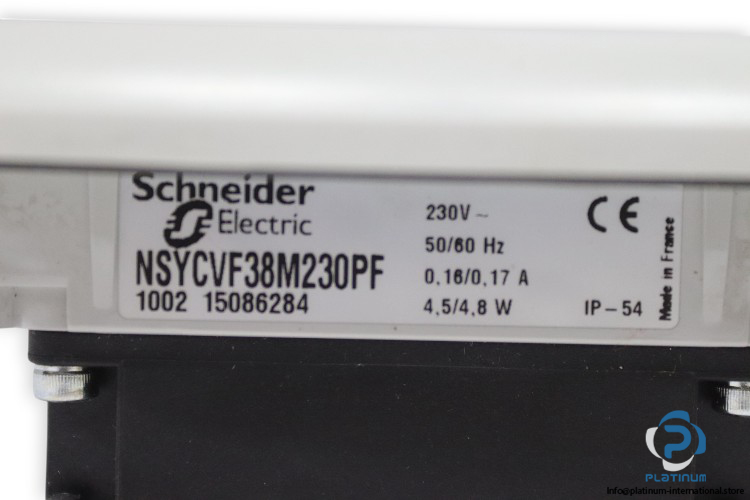 Schneider
Electric
NSYCVF38M230PF
1002 15086284
230V ~
50/60 Hz
0,16/0,17 A
4,5/4,8 W
CE
IP-54
Made in France
PLATINUM
Info@platinum-international.store